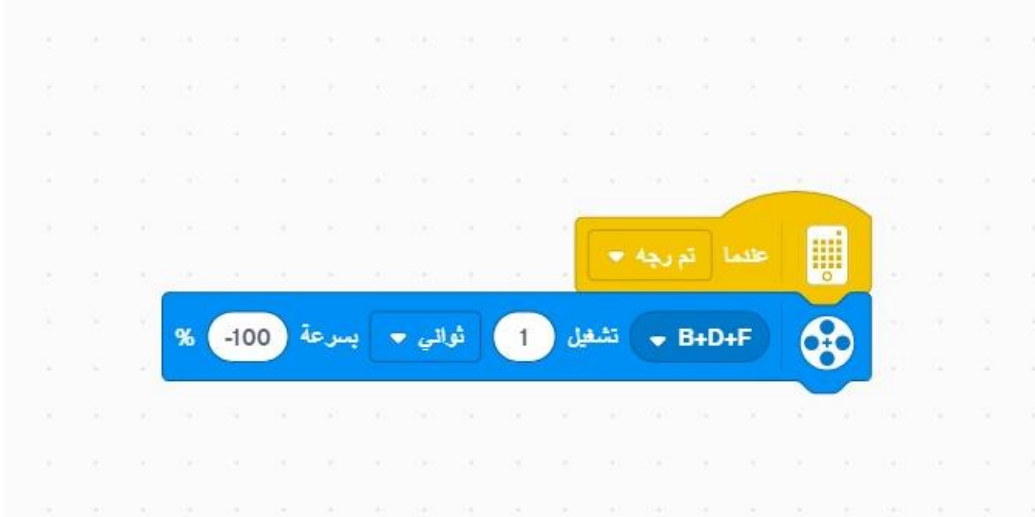 عندما تم رجه
B+D+F تشغيل 1 ثواني بسرعة -100 %